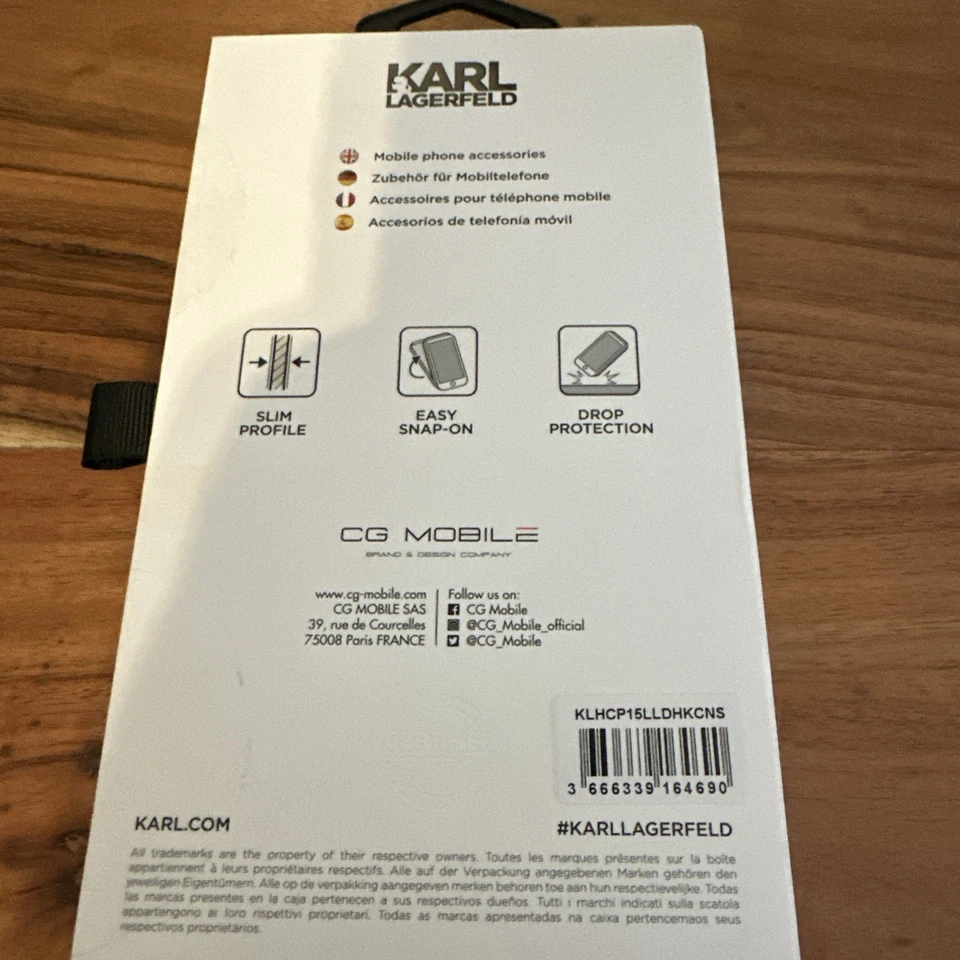 KARL
LAGERFELD
Mobile phone accessories
Zubehör für Mobiltelefone
Accessoires pour téléphone mobile
Accesorios de telefonía móvil
SLIM
PROFILE
EASY
SNAP-ON
DROP
PROTECTION
CG MOBILE
BRAND & DESIGN COMPANY
www.cg-mobile.com
CG MOBILE SAS
39, rue de Courcelles
75008 Paris FRANCE
Follow us on:
CG Mobile
@CG_Mobile_official
@CG_Mobile
KLHCP15LLDHKCNS
3 666339 164690
KARL.COM
#KARLLAGERFELD
All trademarks are the property of their respective owners. Toutes les marques présentes sur la boîte
appartiennent à leurs propriétaires respectifs. Alle auf der Verpackung angegebenen Marken gehören den
jeweiligen Eigentümern. Alle op de verpakking aangegeven merken behoren toe aan hun respectievelijke. Todas
las marcas presentes en la caja pertenecen a sus respectivos dueños. Tutti i marchi indicati sulla scatola
appartengono ai loro rispettivi proprietari. Todas as marcas apresentadas na caixa pertencemaos seus
respectivos proprietários.